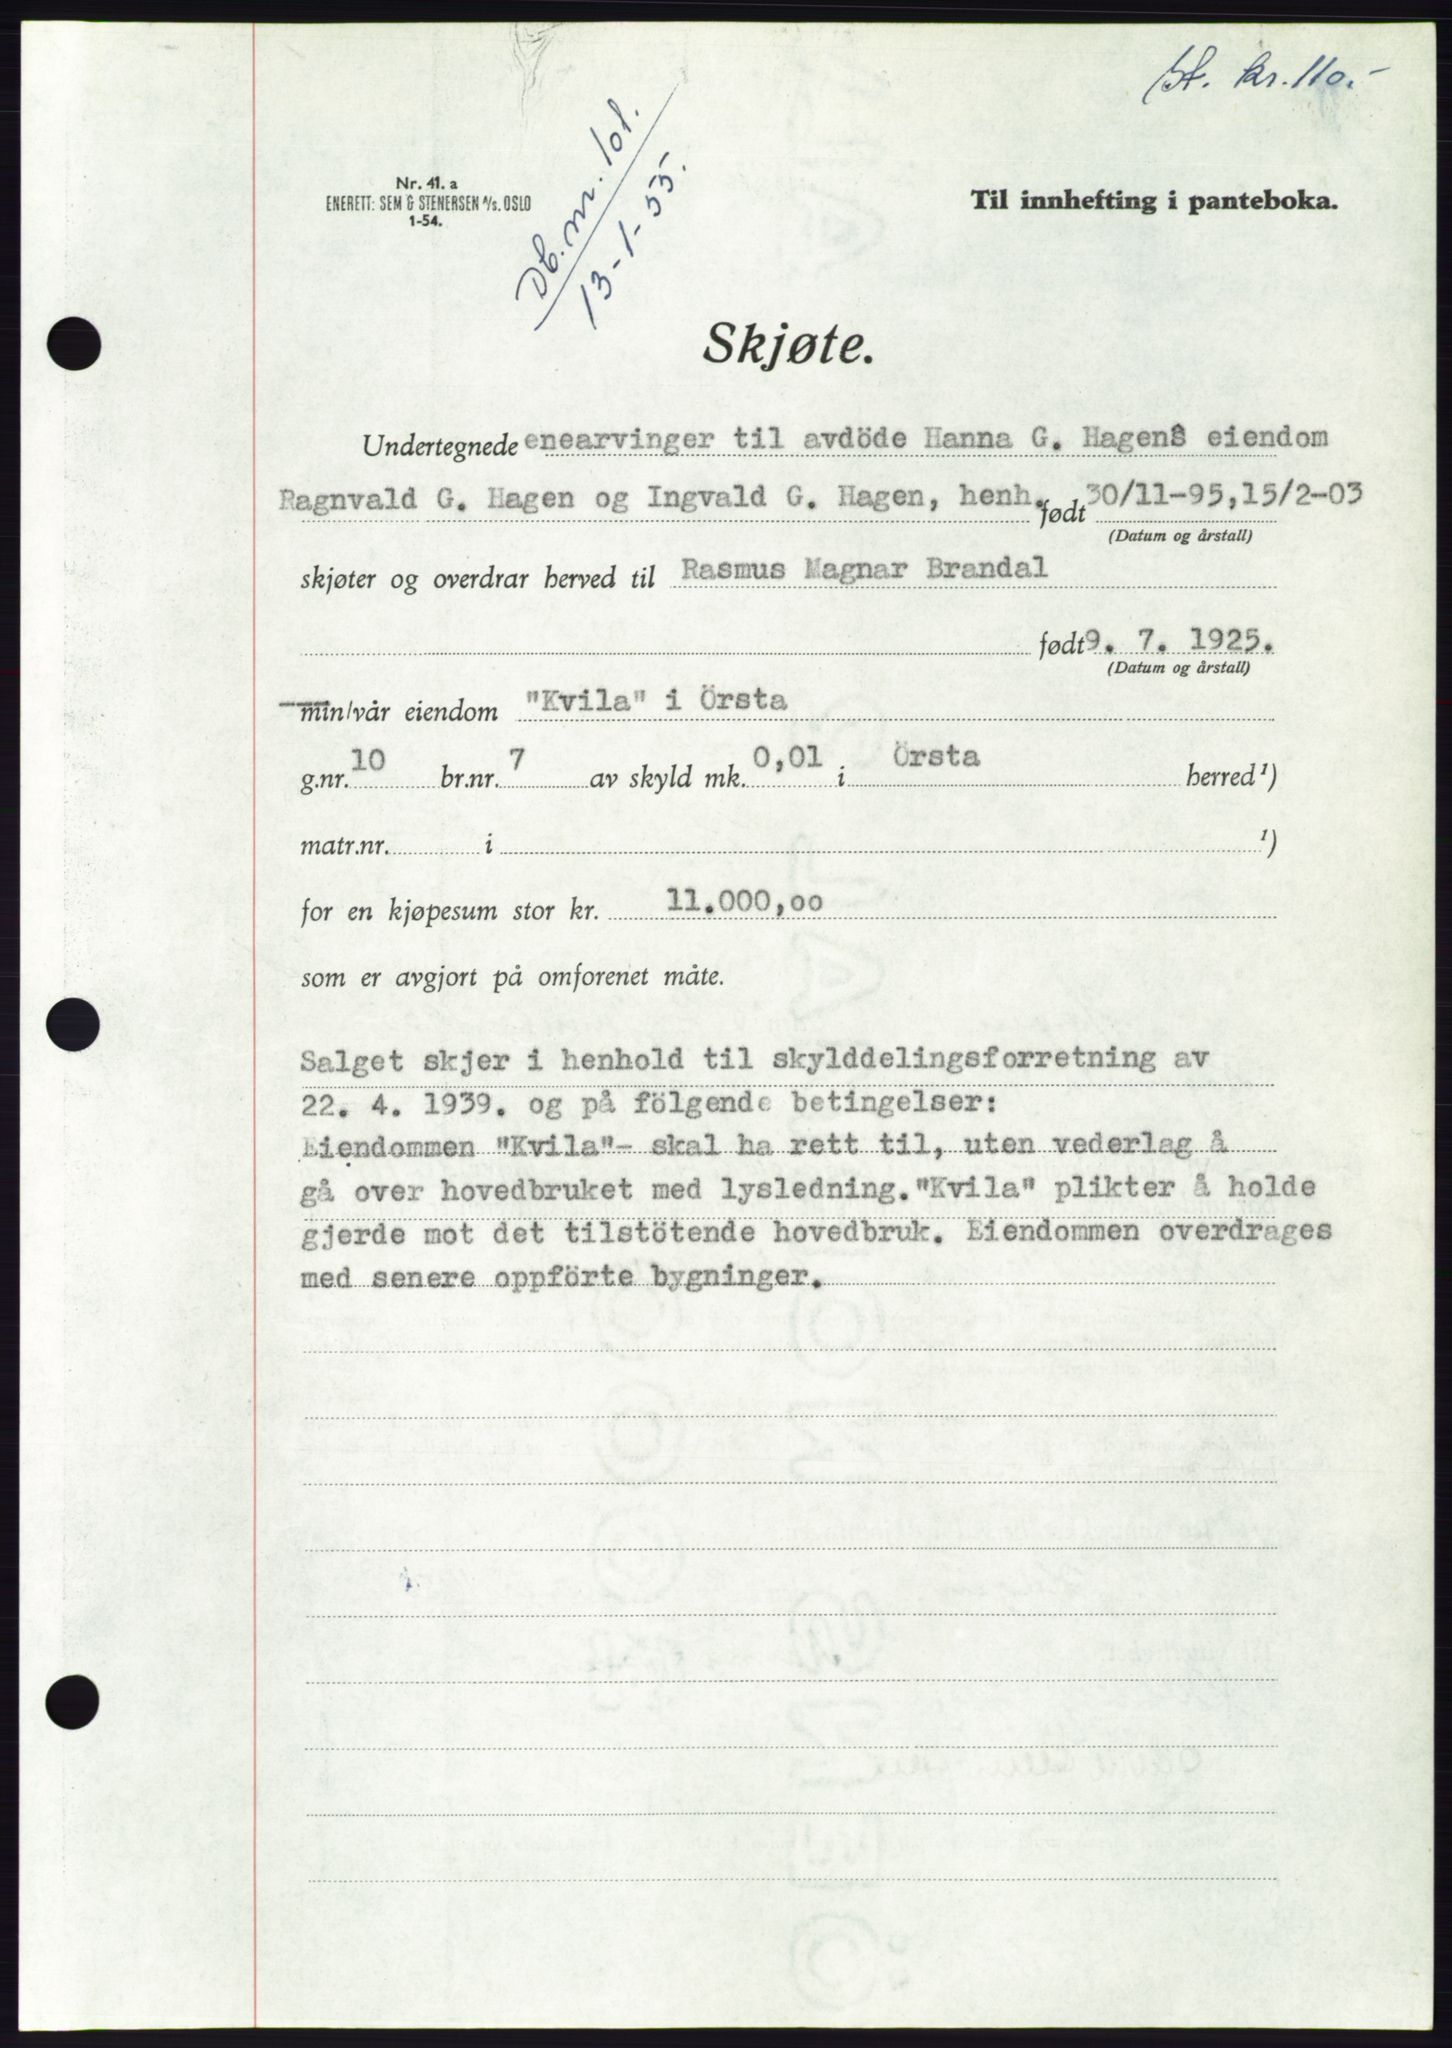 St. kr. 110.-
Nr. 41. a
ENERETT: SEM & STENERSEN A/s. OSLO
1-54.
Db. nr. 101.
13-1-55.
Til innhefting i panteboka.
Skjøte.
Undertegnede enearvinger til avdöde Hanna G. Hagens eiendom
Ragnvald G. Hagen og Ingvald G. Hagen, henh. født 30/11-95,15/2-03
(Datum og årstall)
skjøter og overdrar herved til Rasmus Magnar Brandal
født 9. 7. 1925.
(Datum og årstall)
min/vår eiendom "Kvila" i Örsta
g.nr. 10 br.nr. 7 av skyld mk. 0,01 i Örsta herred ¹)
matr.nr. i ¹)
for en kjøpesum stor kr. 11.000,oo
som er avgjort på omforenet måte.
Salget skjer i henhold til skylddelingsforretning av
22. 4. 1939. og på fölgende betingelser:
Eiendommen "Kvila"- skal ha rett til, uten vederlag å
gå over hovedbruket med lysledning."Kvila" plikter å holde
gjerde mot det tilstötende hovedbruk. Eiendommen overdrages
med senere oppförte bygninger.